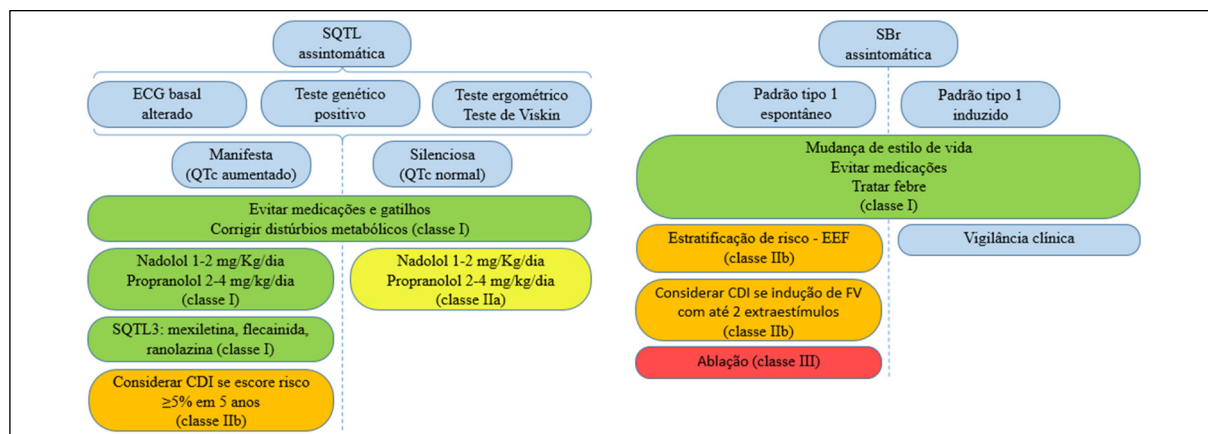 SQTL
assintomática
ECG basal
alterado
Teste genético
positivo
Teste ergométrico
Teste de Viskin
Manifesta
(QTc aumentado)
Silenciosa
(QTc normal)
Evitar medicações e gatilhos
Corrigir distúrbios metabólicos (classe I)
Nadolol 1-2 mg/Kg/dia
Propranolol 2-4 mg/kg/dia
(classe I)
Nadolol 1-2 mg/Kg/dia
Propranolol 2-4 mg/kg/dia
(classe IIa)
SQTL3: mexiletina, flecainida,
ranolazina (classe I)
Considerar CDI se escore risco
≥5% em 5 anos
(classe IIb)
SBr
assintomática
Padrão tipo 1
espontâneo
Padrão tipo 1
induzido
Mudança de estilo de vida
Evitar medicações
Tratar febre
(classe I)
Estratificação de risco - EEF
(classe IIb)
Vigilância clínica
Considerar CDI se indução de FV
com até 2 extraestímulos
(classe IIb)
Ablação (classe III)